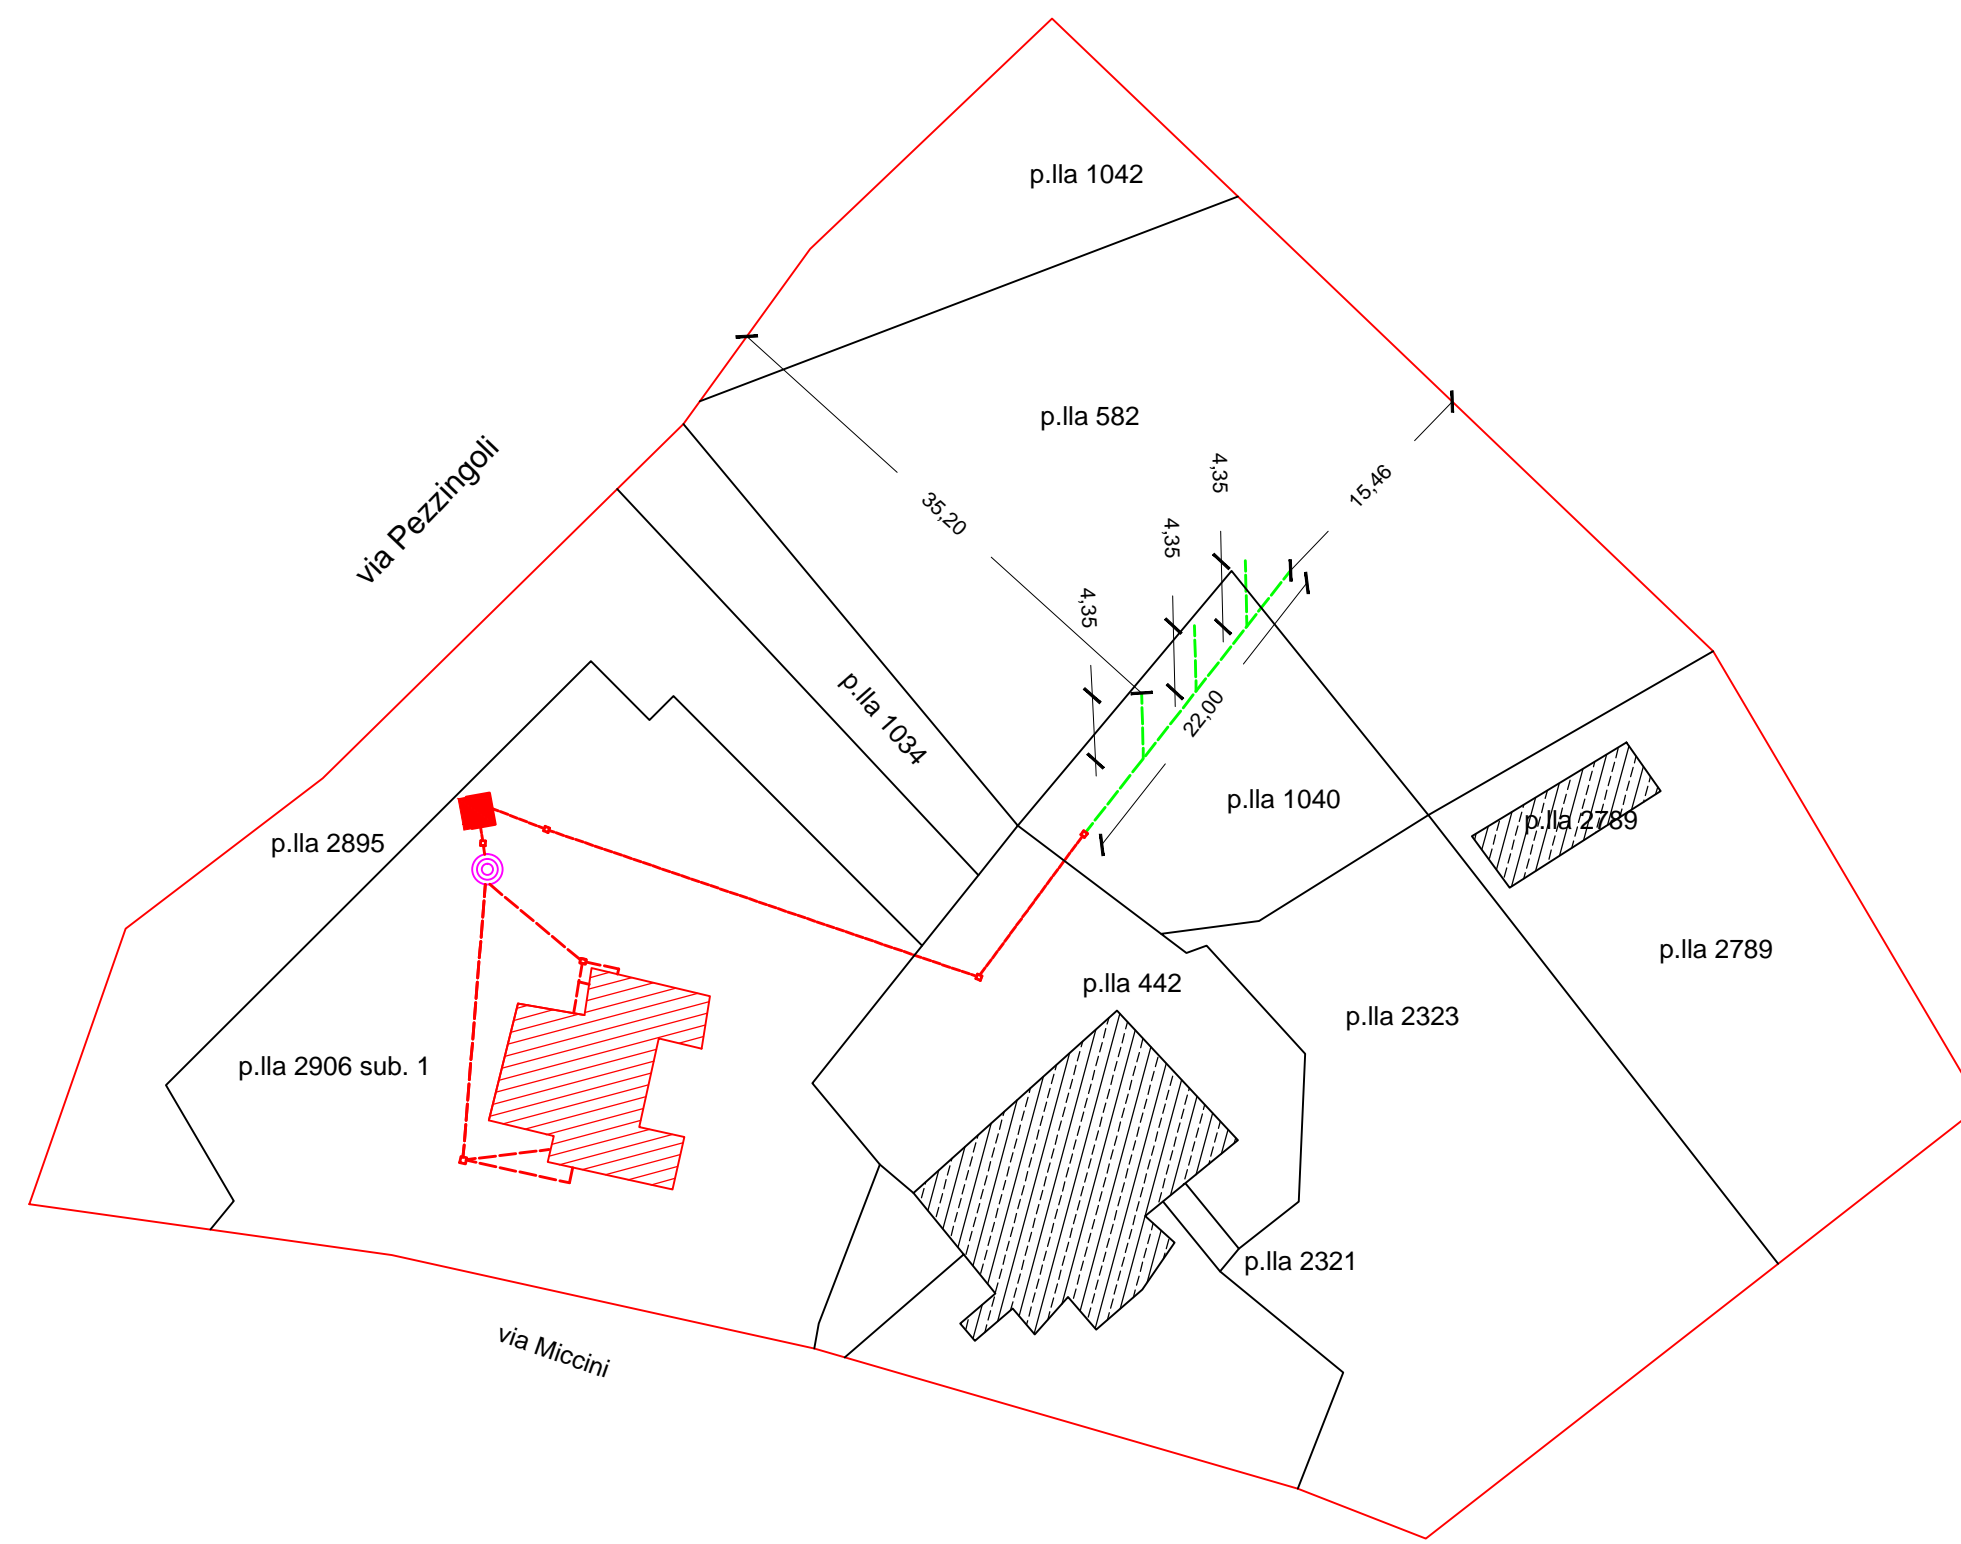 p.lla 1042
p.lla 582
via Pezzingoli
35,20
4,35
15,46
4,35
4,35
p.lla 1034
22,00
p.lla 1040
p.lla 2789
p.lla 2895
p.lla 2789
p.lla 442
p.lla 2323
p.lla 2906 sub. 1
p.lla 2321
via Miccini